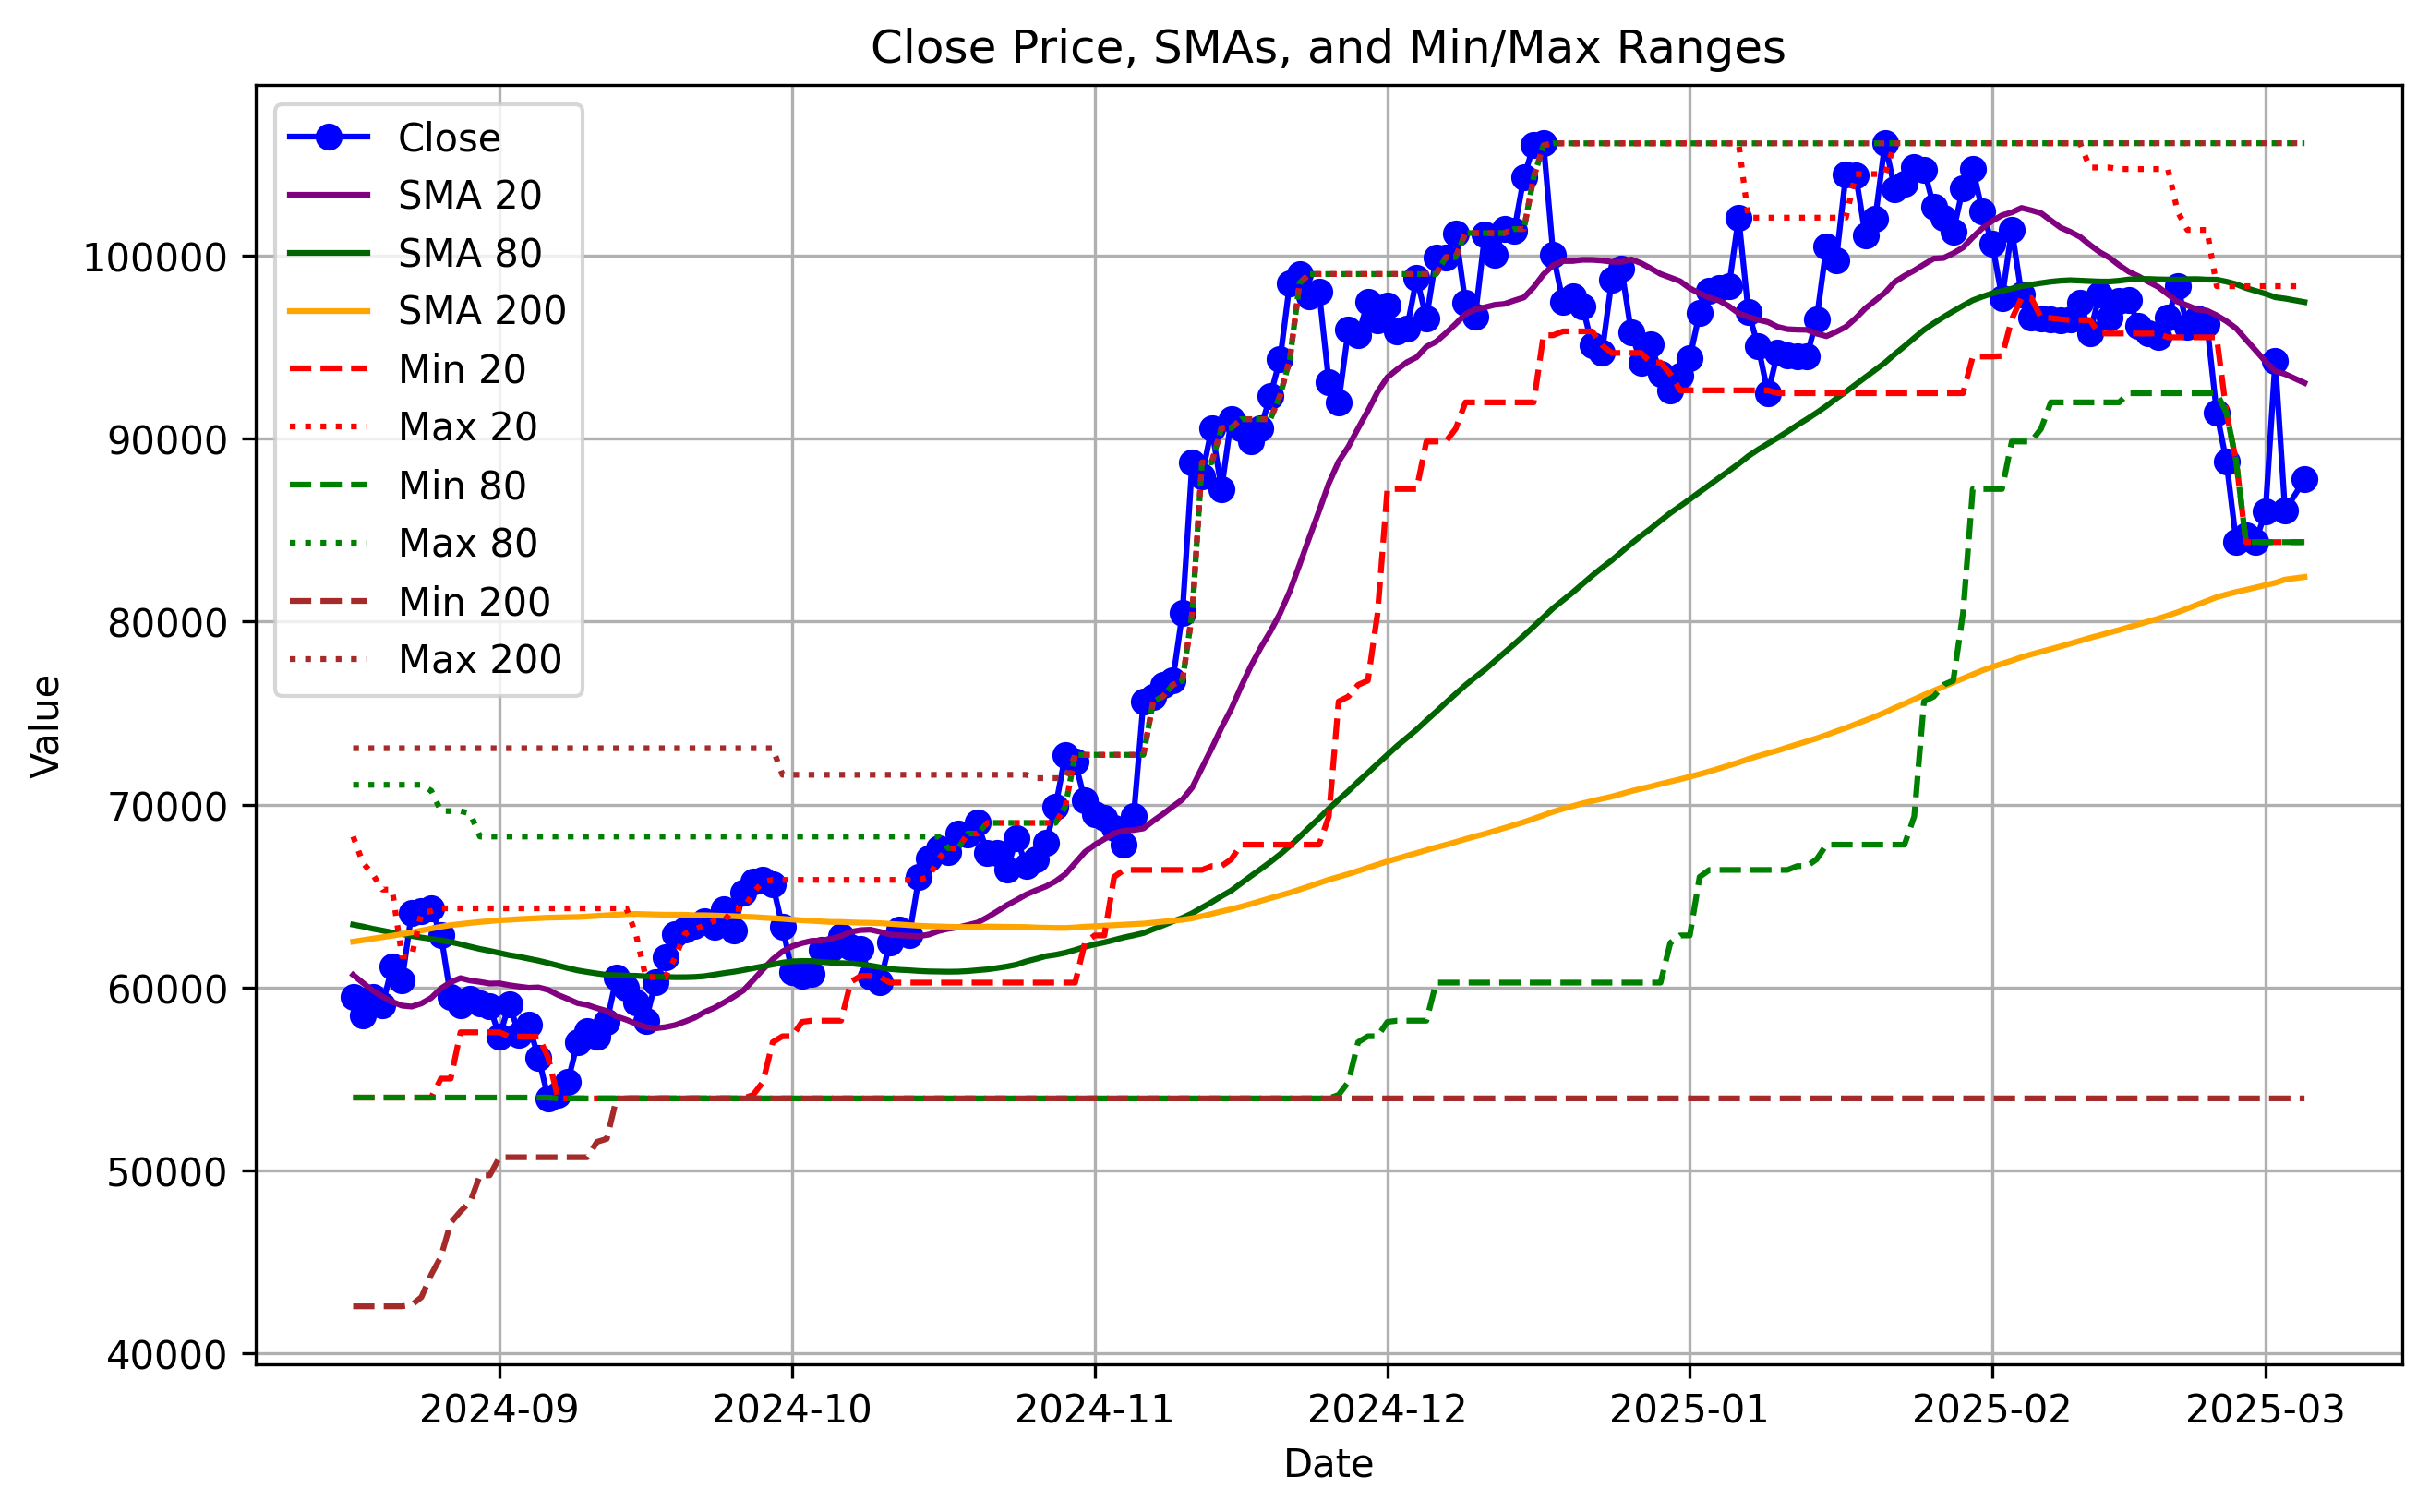 Close Price, SMAs, and Min/Max Ranges
Close
SMA 20
SMA 80
SMA 200
Min 20
Max 20
Min 80
Max 80
Min 200
Max 200
Value
100000
90000
80000
70000
60000
50000
40000
2024-09 2024-10 2024-11 2024-12 2025-01 2025-02 2025-03
Date